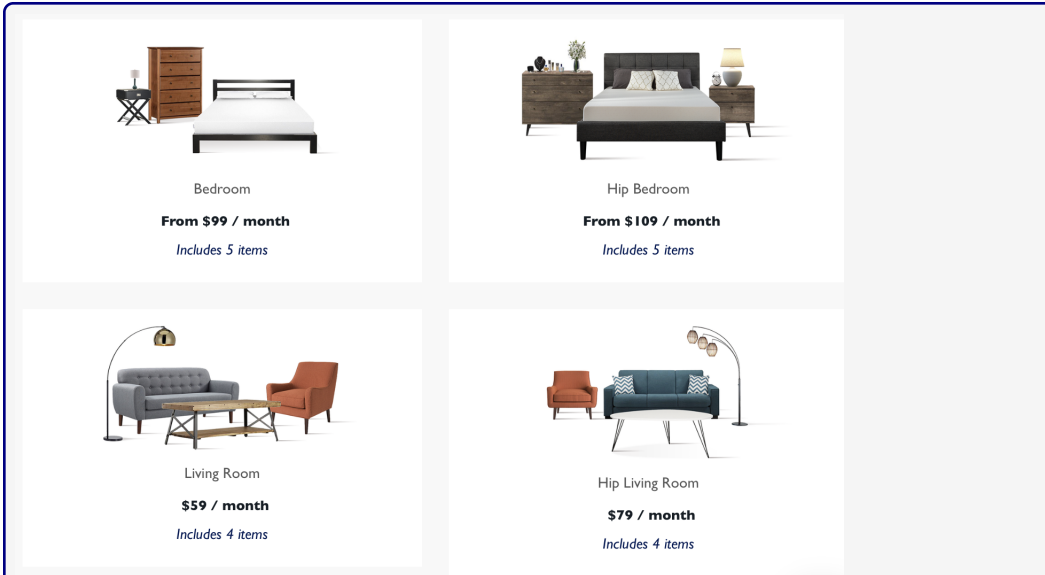 Bedroom
From $99 / month
Includes 5 items
Hip Bedroom
From $109 / month
Includes 5 items
Living Room
$59 / month
Includes 4 items
Hip Living Room
$79 / month
Includes 4 items